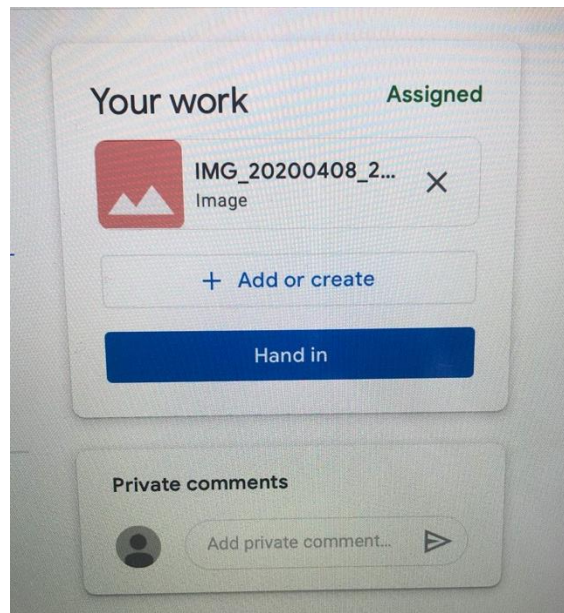 Your work
Assigned
IMG_20200408_2...
Image
+ Add or create
Hand in
Private comments
Add private comment...